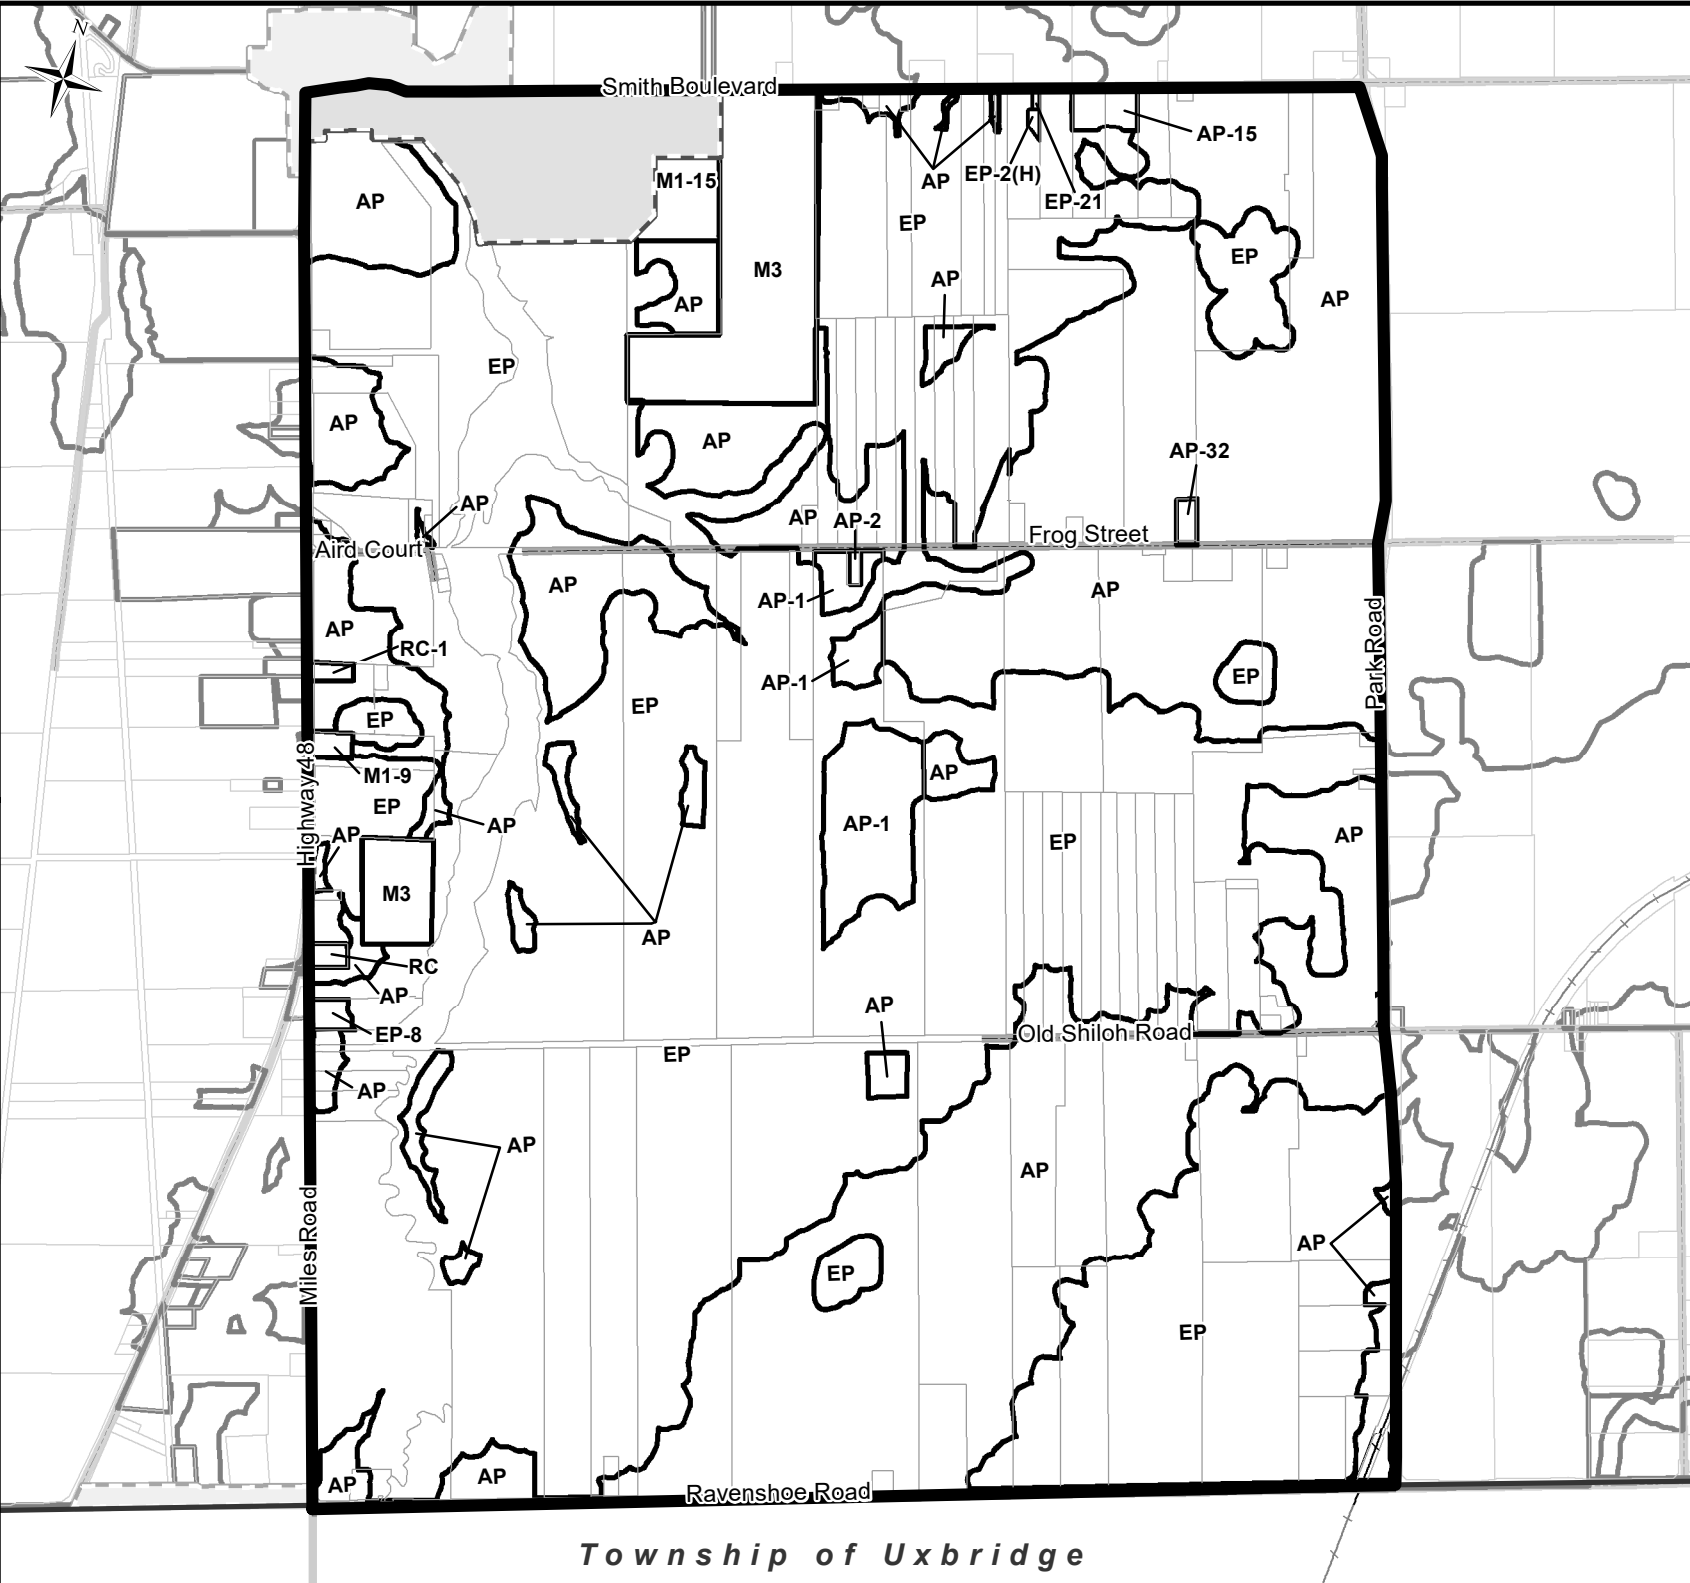 N
Smith Boulevard
AP-15
AP
M1-15
AP
EP-2(H)
EP-21
EP
EP
M3
AP
AP
AP
EP
AP
AP
AP-32
AP
AP
AP-2
Frog Street
Aird Court
AP
AP
AP-1
AP
RC-1
Park Road
EP
AP-1
EP
EP
Highway 48
M1-9
AP
EP
AP
AP-1
AP
EP
AP
M3
AP
RC
AP
AP
EP-8
Old Shiloh Road
EP
AP
AP
AP
Miles Road
AP
EP
EP
AP
AP
Ravenshoe Road
Township of Uxbridge